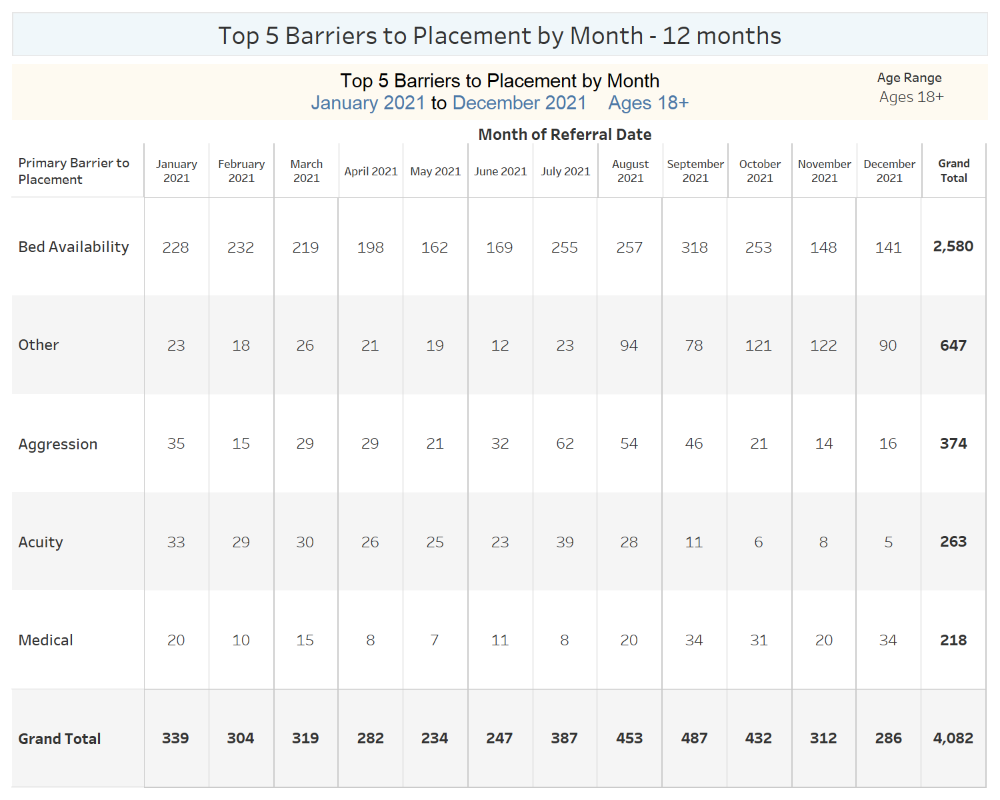 Top 5 Barriers to Placement by Month - 12 months
Top 5 Barriers to Placement by Month
January 2021 to December 2021 Ages 18+
Age Range
Ages 18+
Month of Referral Date
Primary Barrier to Placement January 2021 February 2021 March 2021 April 2021 May 2021 June 2021 July 2021 August 2021 September 2021 October 2021 November 2021 December 2021 Grand Total
Bed Availability 228 232 219 198 162 169 255 257 318 253 148 141 2,580
Other 23 18 26 21 19 12 23 94 78 121 122 90 647
Aggression 35 15 29 29 21 32 62 54 46 21 14 16 374
Acuity 33 29 30 26 25 23 39 28 11 6 8 5 263
Medical 20 10 15 8 7 11 8 20 34 31 20 34 218
Grand Total 339 304 319 282 234 247 387 453 487 432 312 286 4,082